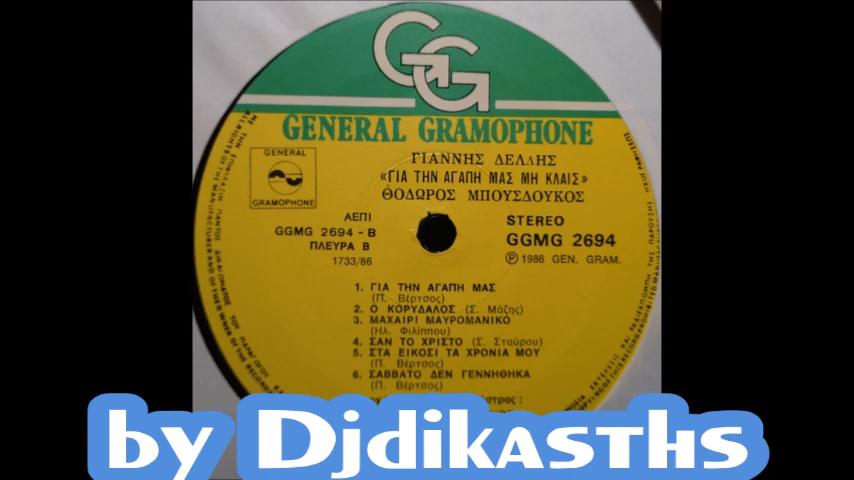 GG
GENERAL GRAMOPHONE
ΓΙΑΝΝΗΣ ΔΕΛΛΗΣ
«ΓΙΑ ΤΗΝ ΑΓΑΠΗ ΜΑΣ ΜΗ ΚΛΑΙΣ»
ΘΟΔΩΡΟΣ ΜΠΟΥΣΔΟΥΚΟΣ
GENERAL
GRAMOPHONE
ΑΕΠΙ
GGMG 2694 - B
ΠΛΕΥΡΑ Β
1733/86
STEREO
GGMG 2694
Ⓟ 1986 GEN. GRAM.
1. ΓΙΑ ΤΗΝ ΑΓΑΠΗ ΜΑΣ
(Π. Βέρτσος)
2. Ο ΚΟΡΥΔΑΛΟΣ (Σ. Μάζης)
3. ΜΑΧΑΙΡΙ ΜΑΥΡΟΜΑΝΙΚΟ
(Ηλ. Φιλίππου)
4. ΣΑΝ ΤΟ ΧΡΙΣΤΟ (Σ. Σταύρου)
5. ΣΤΑ ΕΙΚΟΣΙ ΤΑ ΧΡΟΝΙΑ ΜΟΥ
(Π. Βέρτσος)
6. ΣΑΒΒΑΤΟ ΔΕΝ ΓΕΝΝΗΘΗΚΑ
(Π. Βέρτσος)
by Djdikasths